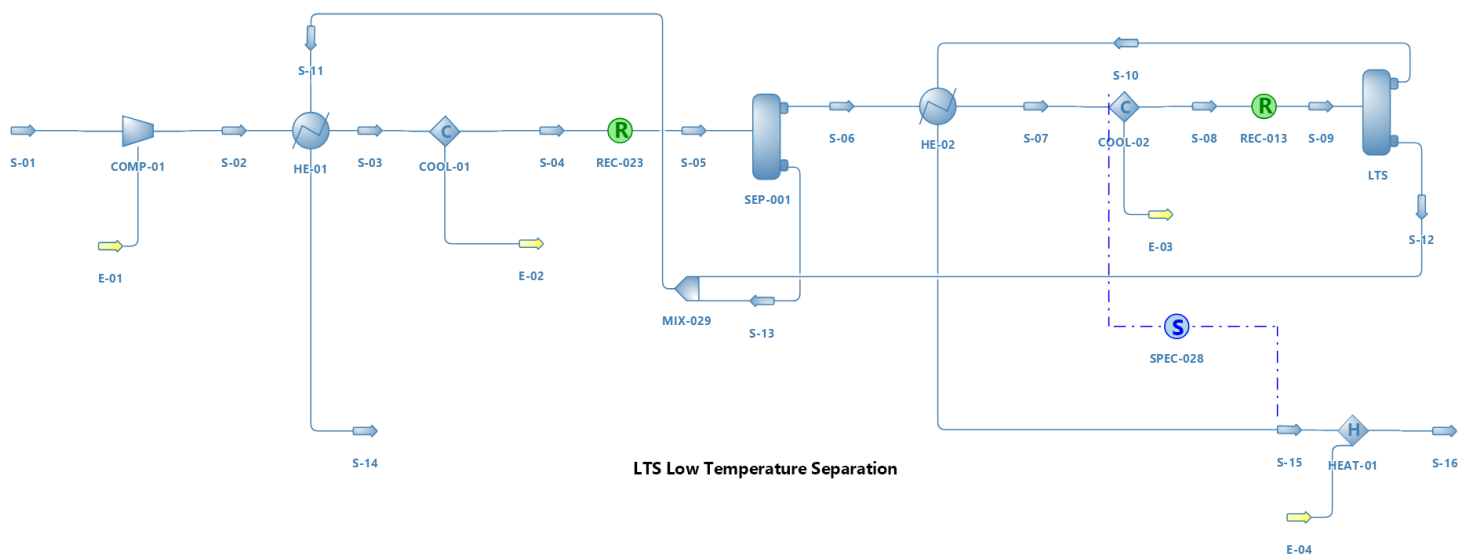 S-11
S-10
S-01
COMP-01
S-02
HE-01
S-03
C
COOL-01
S-04
R
REC-023
S-05
SEP-001
S-06
HE-02
S-07
C
COOL-02
S-08
R
REC-013
S-09
LTS
E-01
E-02
E-03
S-12
MIX-029
S-13
S
SPEC-028
S-14
LTS Low Temperature Separation
S-15
H
HEAT-01
S-16
E-04